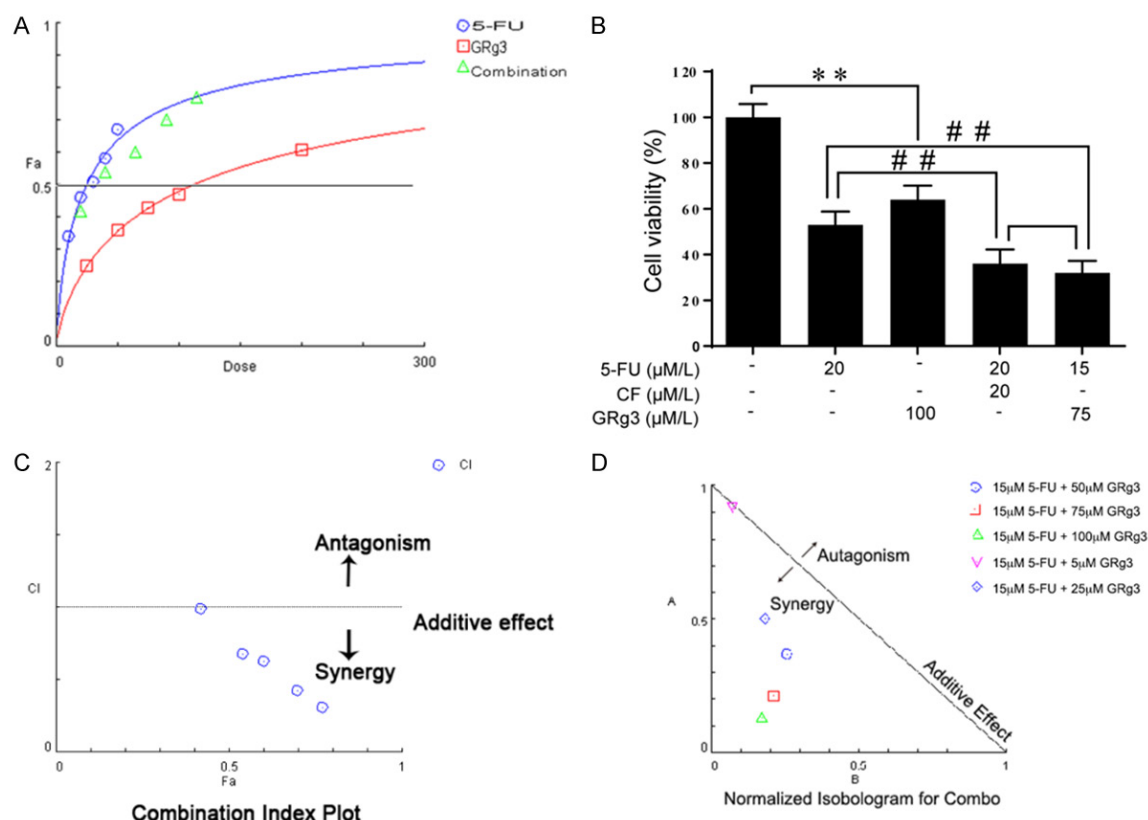 A
1
Fa
0.5
0
0
Dose
300
5-FU
GRg3
Combination
B
Cell viability (%)
120
100
80
60
40
20
0
* *
# #
# #
5-FU (µM/L) - 20 - 20 15
CF (µM/L) - - - 20 -
GRg3 (µM/L) - - 100 - 75
C
2
CI
0
0
0.5
1
Fa
CI
Antagonism
Additive effect
Synergy
Combination Index Plot
D
1
A
0.5
0
0
0.5
1
B
Autagonism
Synergy
Additive Effect
15µM 5-FU + 50µM GRg3
15µM 5-FU + 75µM GRg3
15µM 5-FU + 100µM GRg3
15µM 5-FU + 5µM GRg3
15µM 5-FU + 25µM GRg3
Normalized Isobologram for Combo